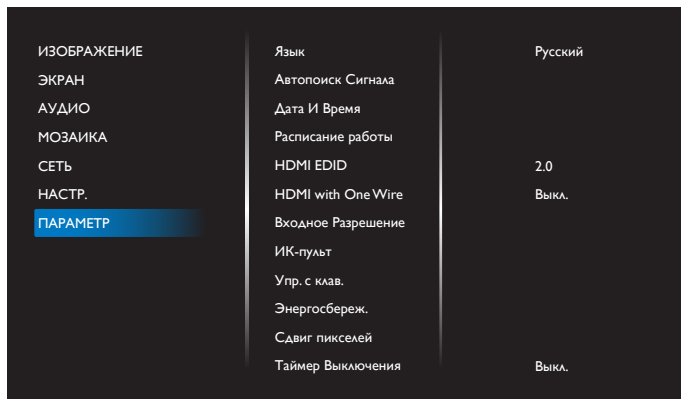 ИЗОБРАЖЕНИЕ
ЭКРАН
АУДИО
МОЗАИКА
СЕТЬ
НАСТР.
ПАРАМЕТР
Язык
Автопоиск Сигнала
Дата И Время
Расписание работы
HDMI EDID
HDMI with One Wire
Входное Разрешение
ИК-пульт
Упр. с клав.
Энергосбереж.
Сдвиг пикселей
Таймер Выключения
Русский
2.0
Выкл.
Выкл.